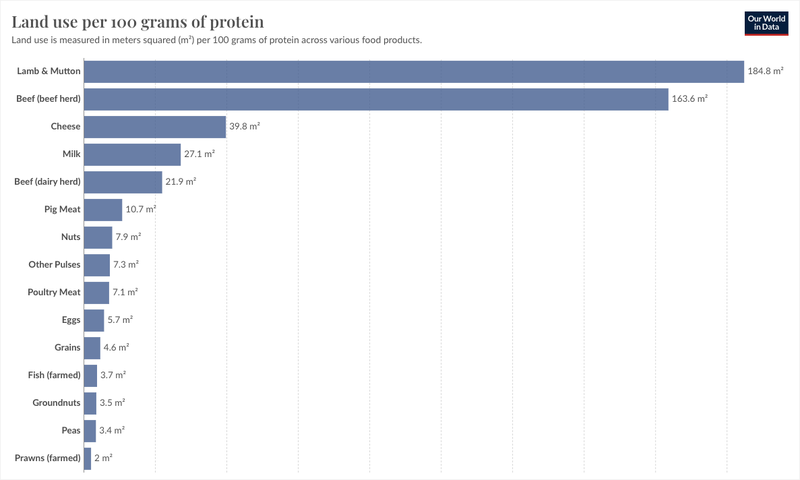 Land use per 100 grams of protein
Our World
in Data
Land use is measured in meters squared (m²) per 100 grams of protein across various food products.
Lamb & Mutton 184.8 m²
Beef (beef herd) 163.6 m²
Cheese 39.8 m²
Milk 27.1 m²
Beef (dairy herd) 21.9 m²
Pig Meat 10.7 m²
Nuts 7.9 m²
Other Pulses 7.3 m²
Poultry Meat 7.1 m²
Eggs 5.7 m²
Grains 4.6 m²
Fish (farmed) 3.7 m²
Groundnuts 3.5 m²
Peas 3.4 m²
Prawns (farmed) 2 m²